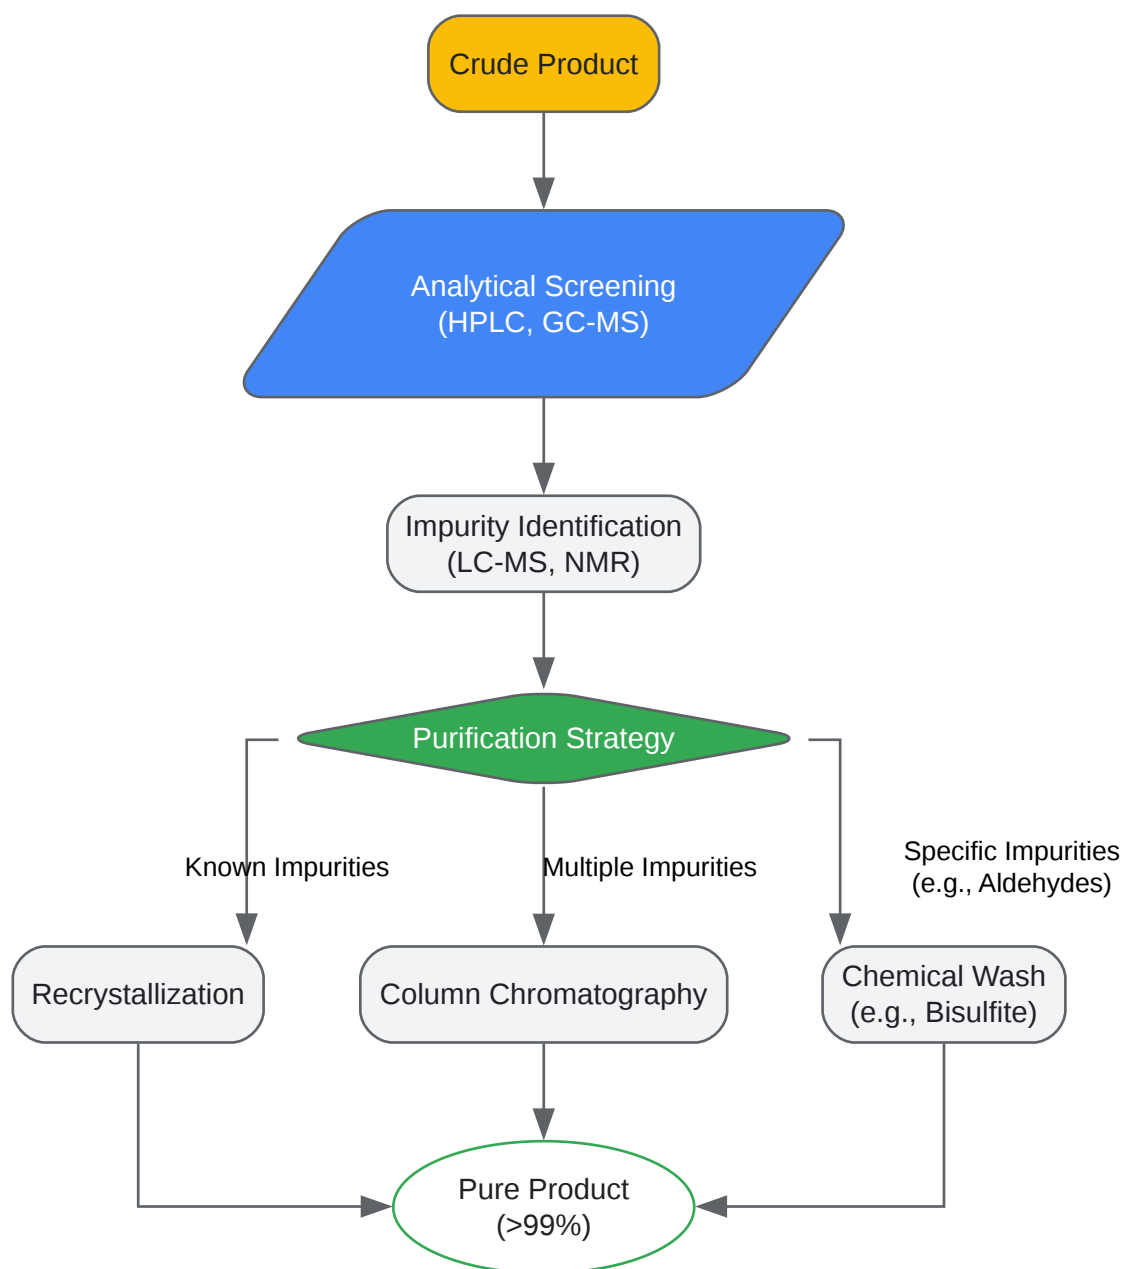 Crude Product
Analytical Screening
(HPLC, GC-MS)
Impurity Identification
(LC-MS, NMR)
Purification Strategy
Known Impurities
Multiple Impurities
Specific Impurities
(e.g., Aldehydes)
Recrystallization
Column Chromatography
Chemical Wash
(e.g., Bisulfite)
Pure Product
(>99%)